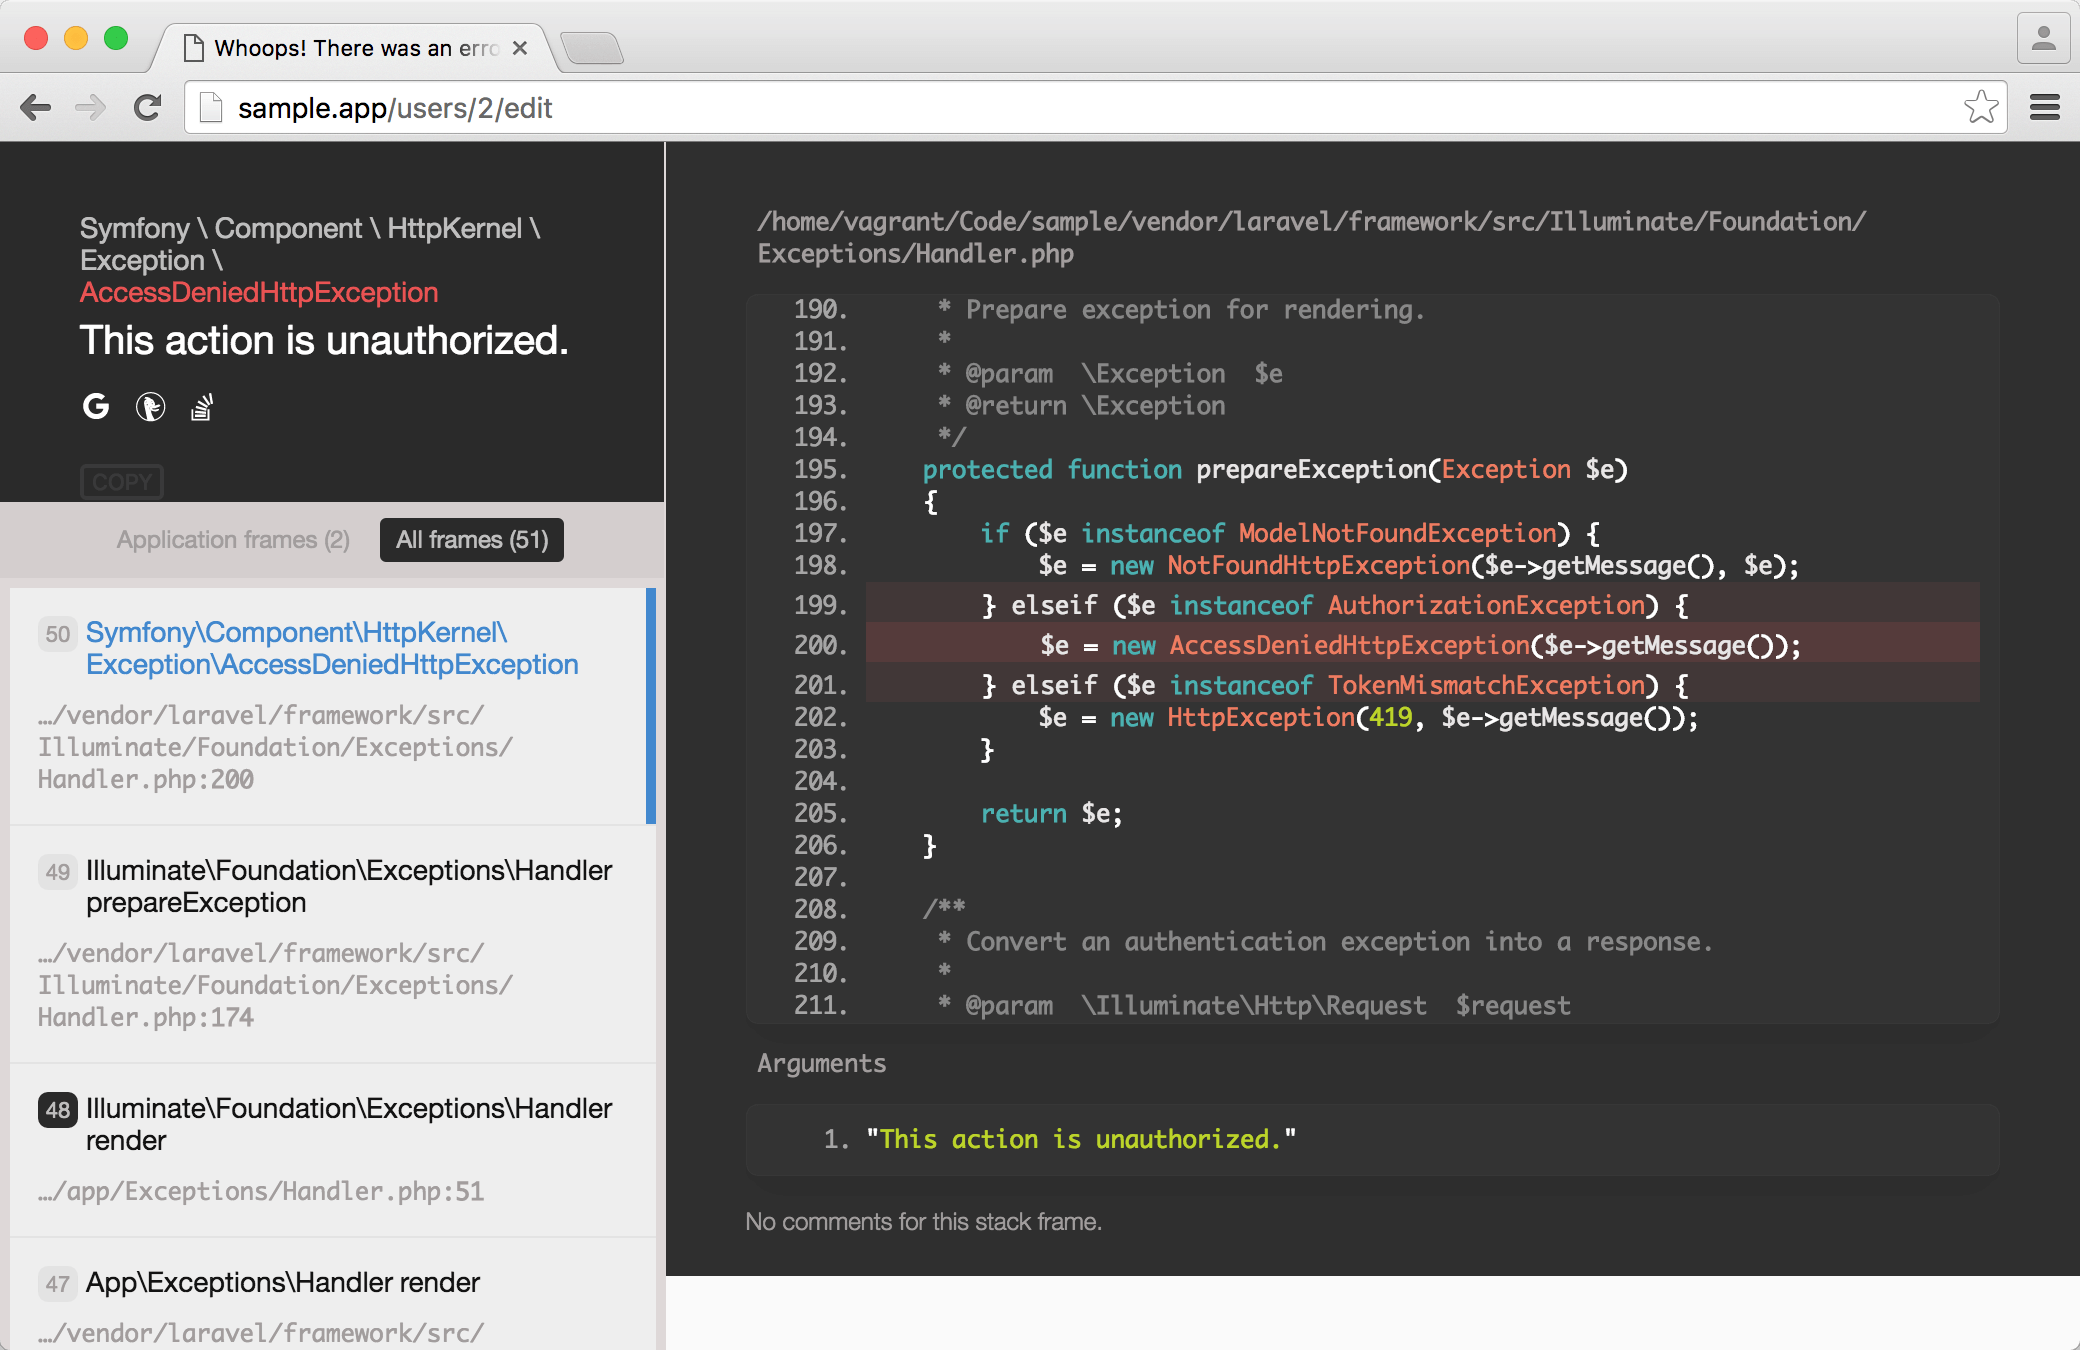 Whoops! There was an erro
sample.app/users/2/edit
Symfony \ Component \ HttpKernel \
Exception \
AccessDeniedHttpException
This action is unauthorized.
COPY
Application frames (2)
All frames (51)
50 Symfony\Component\HttpKernel\
Exception\AccessDeniedHttpException
…/vendor/laravel/framework/src/
Illuminate/Foundation/Exceptions/
Handler.php:200
49 Illuminate\Foundation\Exceptions\Handler
prepareException
…/vendor/laravel/framework/src/
Illuminate/Foundation/Exceptions/
Handler.php:174
48 Illuminate\Foundation\Exceptions\Handler
render
…/app/Exceptions/Handler.php:51
47 App\Exceptions\Handler render
…/vendor/laravel/framework/src/
/home/vagrant/Code/sample/vendor/laravel/framework/src/Illuminate/Foundation/
Exceptions/Handler.php
190.      * Prepare exception for rendering.
191.      *
192.      * @param  \Exception  $e
193.      * @return \Exception
194.      */
195.     protected function prepareException(Exception $e)
196.     {
197.         if ($e instanceof ModelNotFoundException) {
198.             $e = new NotFoundHttpException($e->getMessage(), $e);
199.         } elseif ($e instanceof AuthorizationException) {
200.             $e = new AccessDeniedHttpException($e->getMessage());
201.         } elseif ($e instanceof TokenMismatchException) {
202.             $e = new HttpException(419, $e->getMessage());
203.         }
204.
205.         return $e;
206.     }
207.
208.     /**
209.      * Convert an authentication exception into a response.
210.      *
211.      * @param  \Illuminate\Http\Request  $request
Arguments
1. "This action is unauthorized."
No comments for this stack frame.